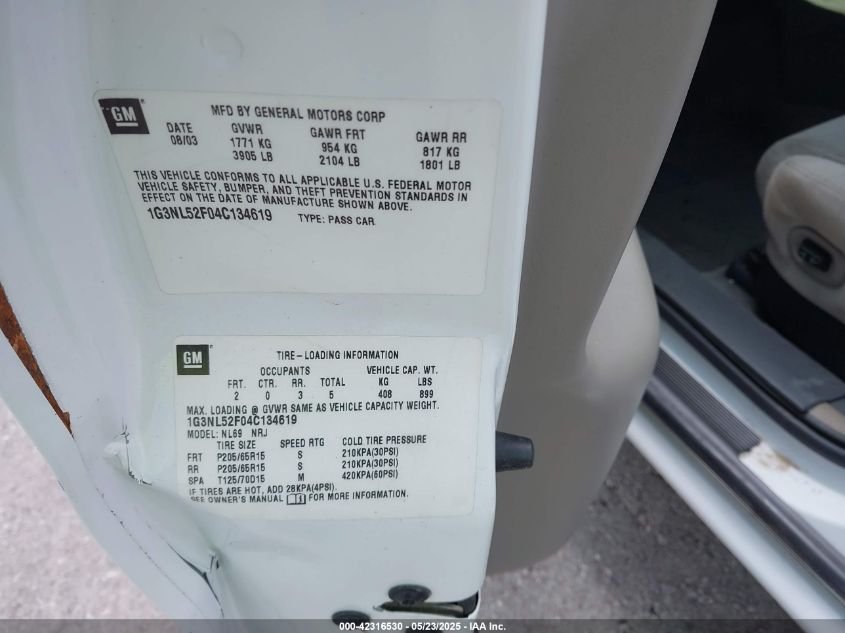 GM
MFD BY GENERAL MOTORS CORP
DATE GVWR GAWR FRT GAWR RR
08/03 1771 KG 954 KG 817 KG
3905 LB 2104 LB 1801 LB
THIS VEHICLE CONFORMS TO ALL APPLICABLE U.S. FEDERAL MOTOR
VEHICLE SAFETY, BUMPER, AND THEFT PREVENTION STANDARDS IN
EFFECT ON THE DATE OF MANUFACTURE SHOWN ABOVE.
1G3NL52F04C134619 TYPE: PASS CAR
GM
TIRE-LOADING INFORMATION
OCCUPANTS VEHICLE CAP. WT.
FRT. CTR. RR. TOTAL KG LBS
2 0 3 5 408 899
MAX. LOADING @ GVWR SAME AS VEHICLE CAPACITY WEIGHT.
1G3NL52F04C134619
MODEL: NL69 NRJ
TIRE SIZE SPEED RTG COLD TIRE PRESSURE
FRT P205/65R15 S 210KPA(30PSI)
RR P205/65R15 S 210KPA(30PSI)
SPA T125/70D15 M 420KPA(60PSI)
IF TIRES ARE HOT, ADD 28KPA(4PSI).
SEE OWNER'S MANUAL FOR MORE INFORMATION.
000-42316530 - 05/23/2025 - IAA Inc.